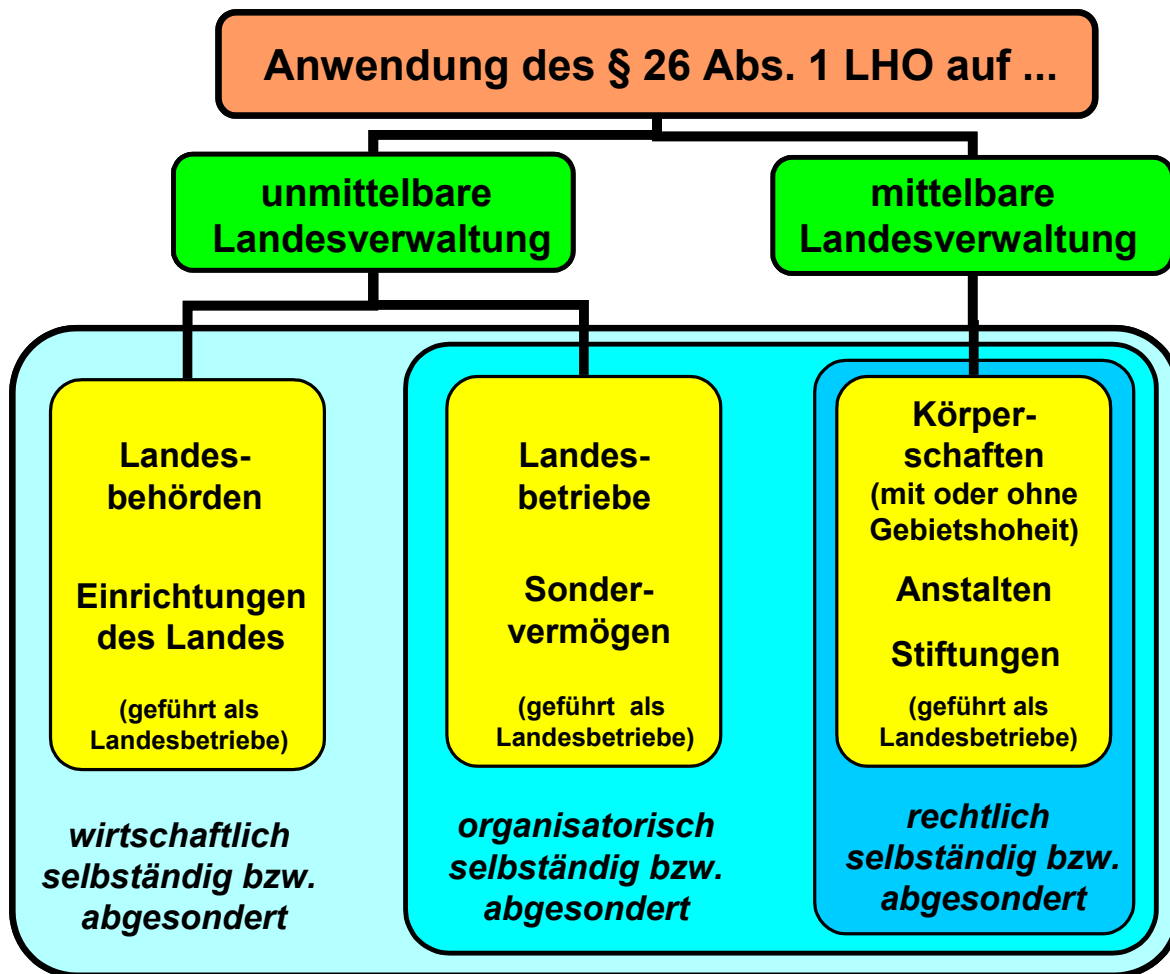 Anwendung des § 26 Abs. 1 LHO auf ...
unmittelbare
Landesverwaltung
mittelbare
Landesverwaltung
Landes-
behörden
Einrichtungen
des Landes
(geführt als
Landesbetriebe)
wirtschaftlich
selbständig bzw.
abgesondert
Landes-
betriebe
Sonder-
vermögen
(geführt als
Landesbetriebe)
organisatorisch
selbständig bzw.
abgesondert
Körper-
schaften
(mit oder ohne
Gebietshoheit)
Anstalten
Stiftungen
(geführt als
Landesbetriebe)
rechtlich
selbständig bzw.
abgesondert